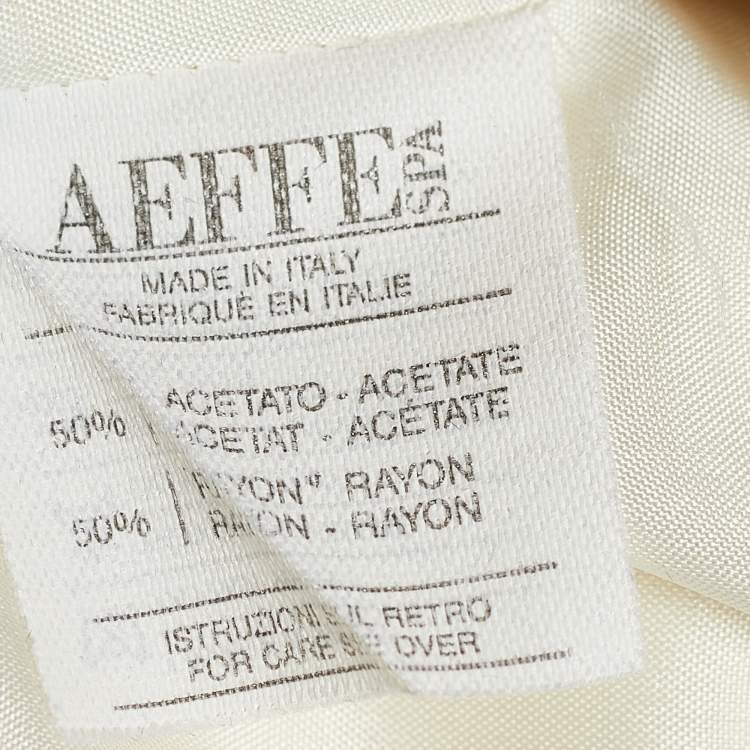 AEFFE SPA
MADE IN ITALY
FABRIQUÉ EN ITALIE
50% ACETATO - ACETATE
ACETAT - ACÉTATE
50% RAYON" RAYON
RAYON - RAYON
ISTRUZIONI SUL RETRO
FOR CARE SEE OVER